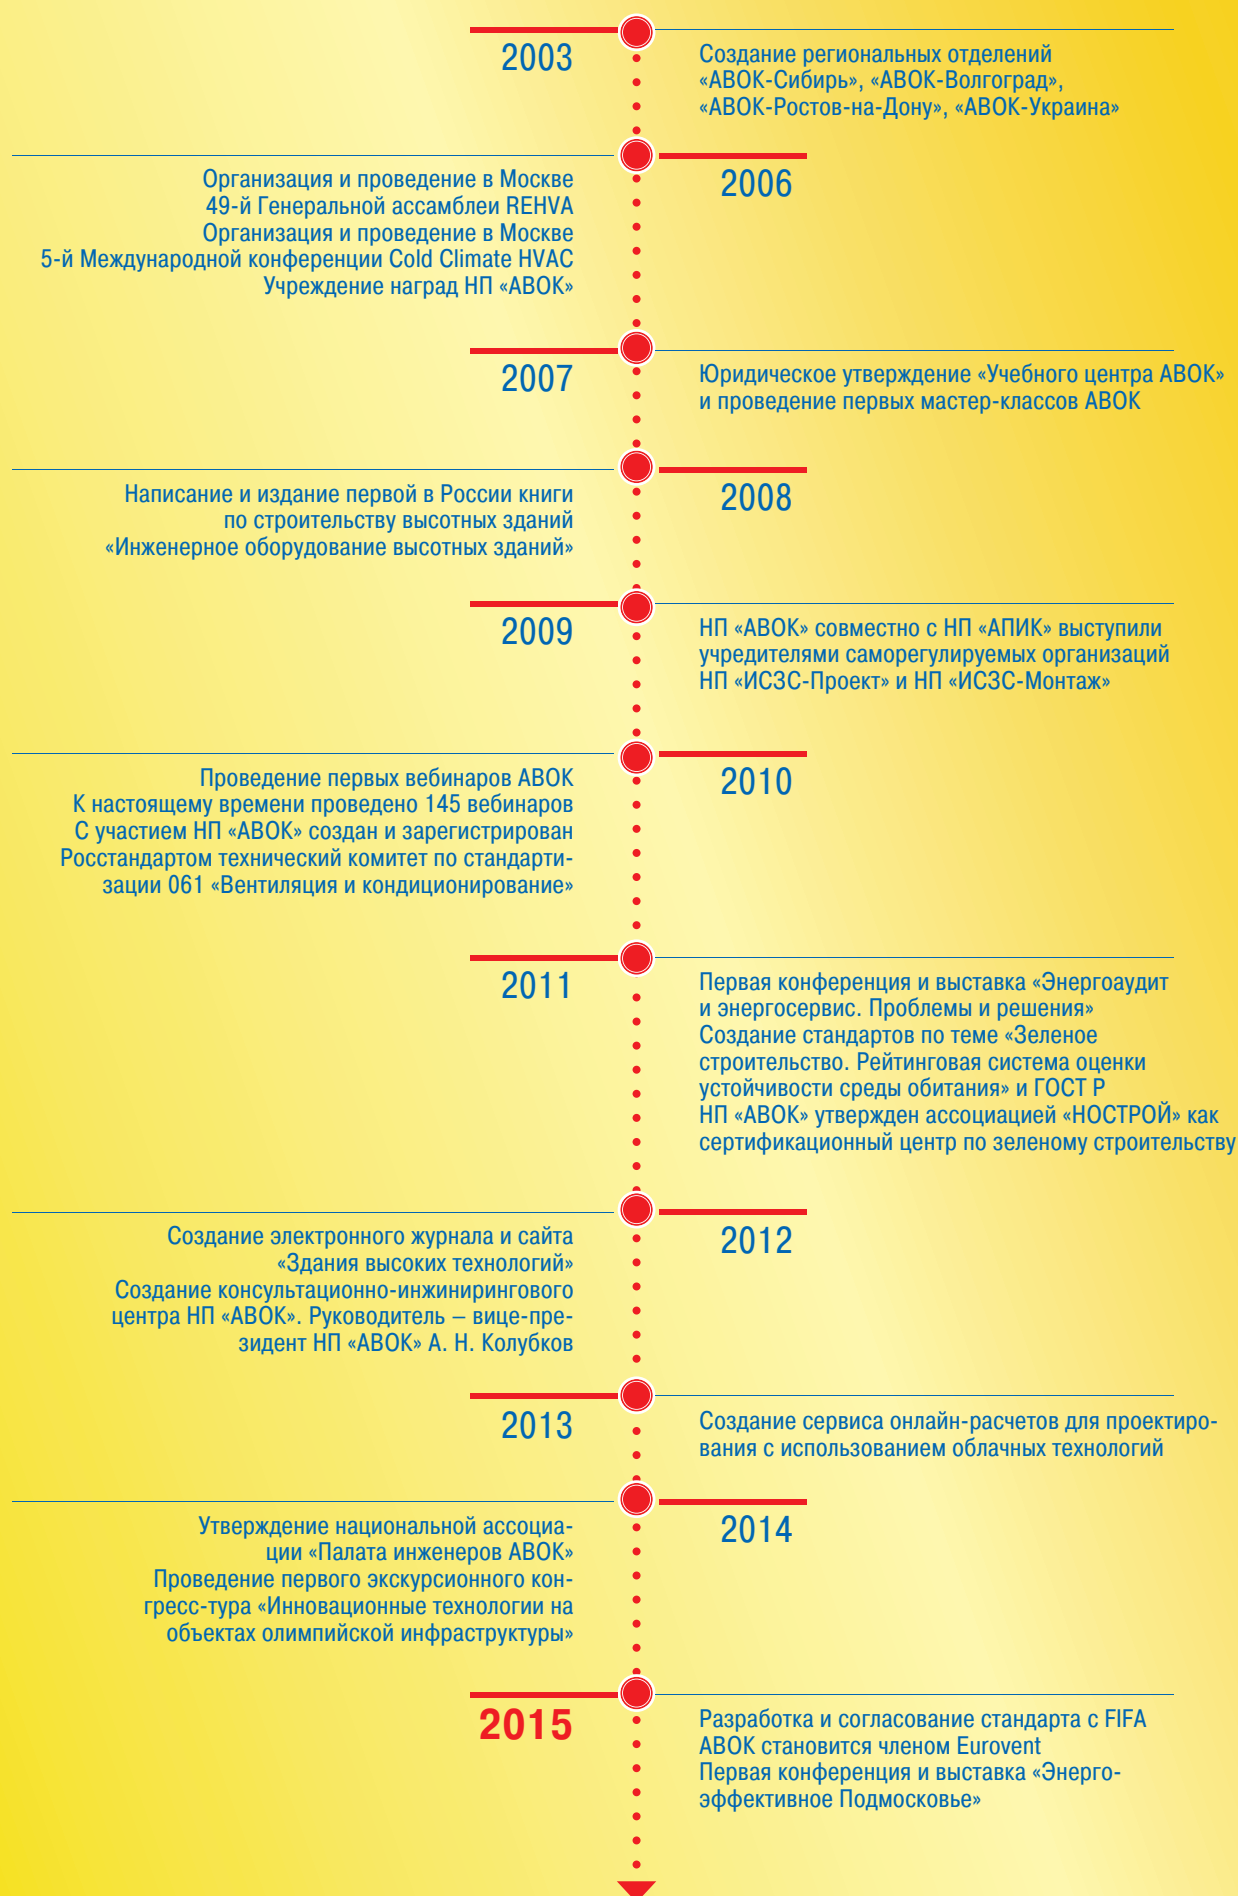 2003
Создание региональных отделений
«АВОК-Сибирь», «АВОК-Волгоград»,
«АВОК-Ростов-на-Дону», «АВОК-Украина»
2006
Организация и проведение в Москве
49-й Генеральной ассамблеи REHVA
Организация и проведение в Москве
5-й Международной конференции Cold Climate HVAC
Учреждение наград НП «АВОК»
2007
Юридическое утверждение «Учебного центра АВОК»
и проведение первых мастер-классов АВОК
2008
Написание и издание первой в России книги
по строительству высотных зданий
«Инженерное оборудование высотных зданий»
2009
НП «АВОК» совместно с НП «АПИК» выступили
учредителями саморегулируемых организаций
НП «ИСЗС-Проект» и НП «ИСЗС-Монтаж»
2010
Проведение первых вебинаров АВОК
К настоящему времени проведено 145 вебинаров
С участием НП «АВОК» создан и зарегистрирован
Росстандартом технический комитет по стандарти-
зации 061 «Вентиляция и кондиционирование»
2011
Первая конференция и выставка «Энергоаудит
и энергосервис. Проблемы и решения»
Создание стандартов по теме «Зеленое
строительство. Рейтинговая система оценки
устойчивости среды обитания» и ГОСТ Р
НП «АВОК» утвержден ассоциацией «НОСТРОЙ» как
сертификационный центр по зеленому строительству
2012
Создание электронного журнала и сайта
«Здания высоких технологий»
Создание консультационно-инжинирингового
центра НП «АВОК». Руководитель – вице-пре-
зидент НП «АВОК» А. Н. Колубков
2013
Создание сервиса онлайн-расчетов для проектиро-
вания с использованием облачных технологий
2014
Утверждение национальной ассоциа-
ции «Палата инженеров АВОК»
Проведение первого экскурсионного кон-
гресс-тура «Инновационные технологии на
объектах олимпийской инфраструктуры»
2015
Разработка и согласование стандарта с FIFA
АВОК становится членом Eurovent
Первая конференция и выставка «Энерго-
эффективное Подмосковье»